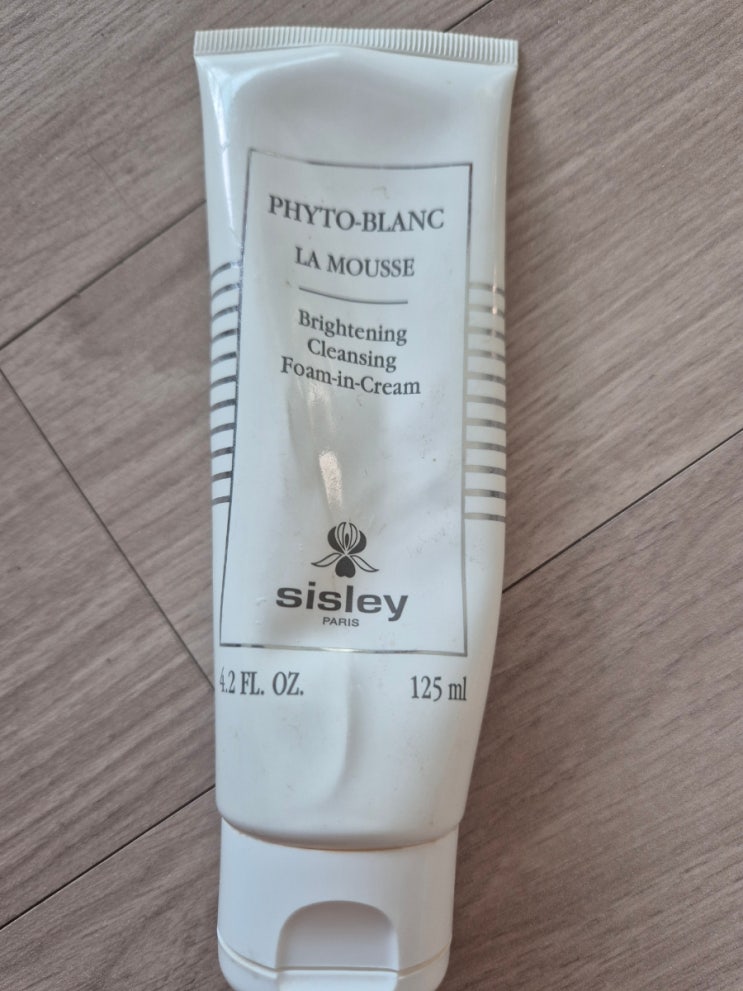 PHYTO-BLANC
LA MOUSSE
Brightening
Cleansing
Foam-in-Cream
sisley
PARIS
4.2 FL. OZ. 125 ml